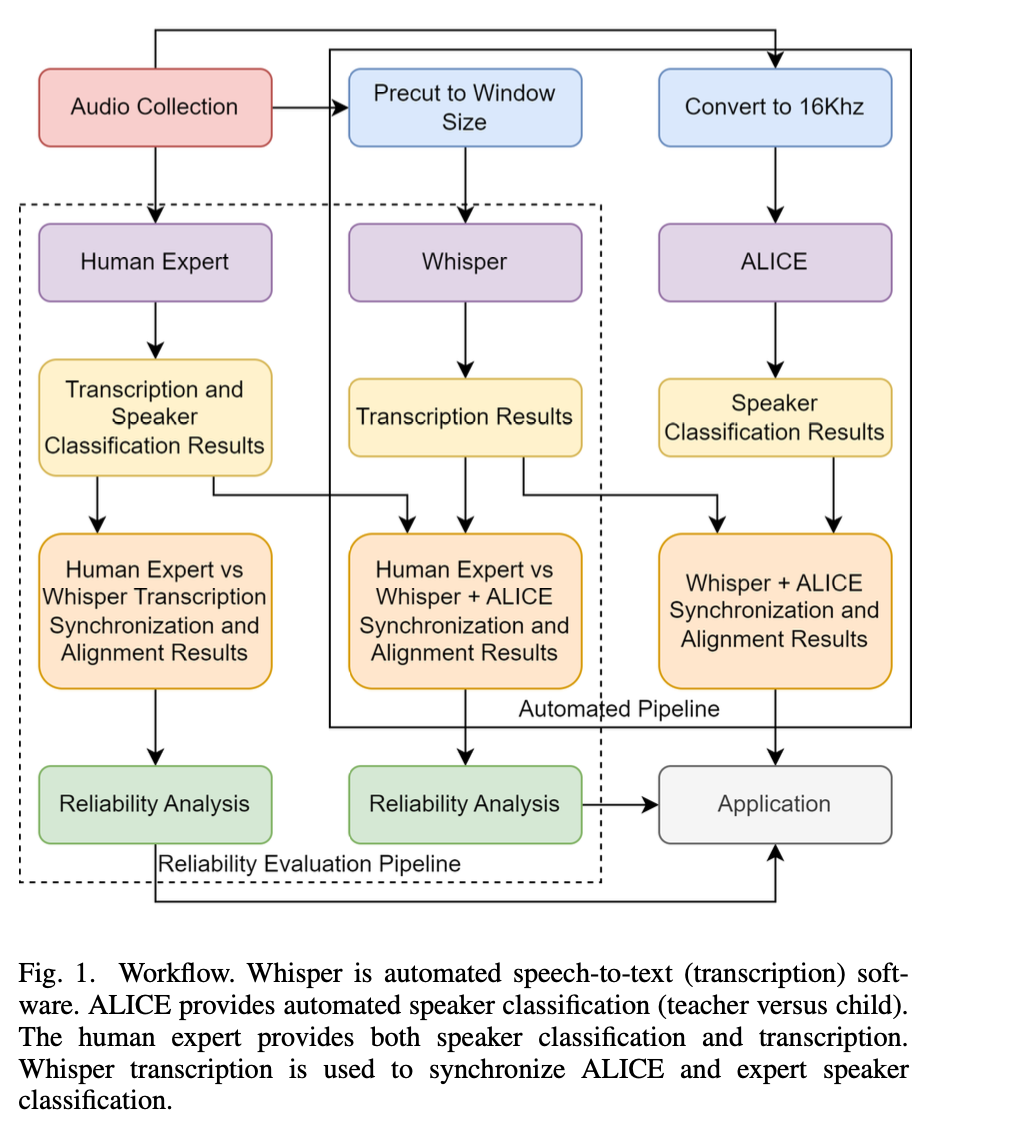 Audio Collection
Precut to Window
Size
Convert to 16Khz
Human Expert
Whisper
ALICE
Transcription and
Speaker
Classification Results
Transcription Results
Speaker
Classification Results
Human Expert vs
Whisper Transcription
Synchronization and
Alignment Results
Human Expert vs
Whisper + ALICE
Synchronization and
Alignment Results
Whisper + ALICE
Synchronization and
Alignment Results
Automated Pipeline
Reliability Analysis
Reliability Analysis
Application
Reliability Evaluation Pipeline
Fig. 1. Workflow. Whisper is automated speech-to-text (transcription) soft-
ware. ALICE provides automated speaker classification (teacher versus child).
The human expert provides both speaker classification and transcription.
Whisper transcription is used to synchronize ALICE and expert speaker
classification.